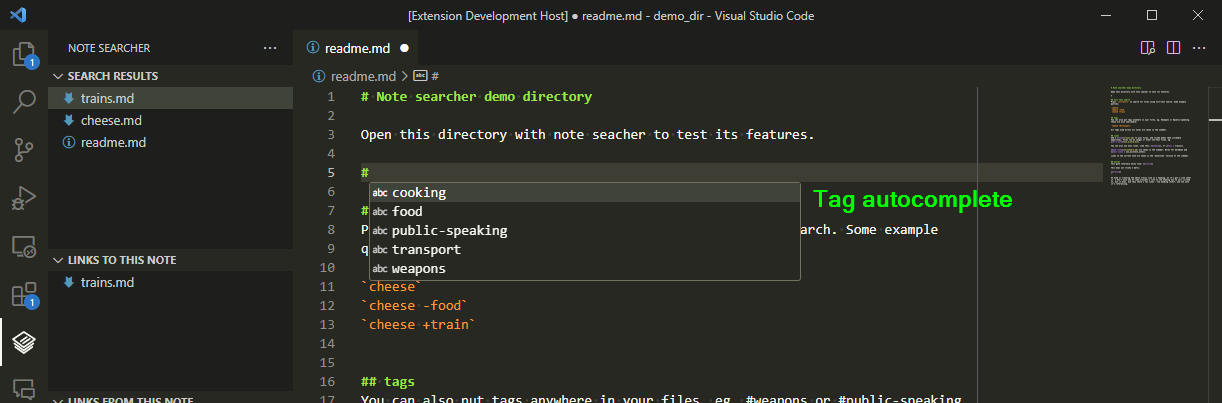 [Extension Development Host] ● readme.md - demo_dir - Visual Studio Code
NOTE SEARCHER
SEARCH RESULTS
trains.md
cheese.md
readme.md
LINKS TO THIS NOTE
trains.md
LINKS FROM THIS NOTE
1
1
readme.md
readme.md > #
1 # Note searcher demo directory
2
3 Open this directory with note seacher to test its features.
4
5 #
6
7 #
8 P arch. Some example
9 q
10
11 `cheese`
12 `cheese -food`
13 `cheese +train`
14
15
16 ## tags
17 You can also put tags anywhere in your files, eg. #weapons or #public-speaking
abc cooking
abc food
abc public-speaking
abc transport
abc weapons
Tag autocomplete